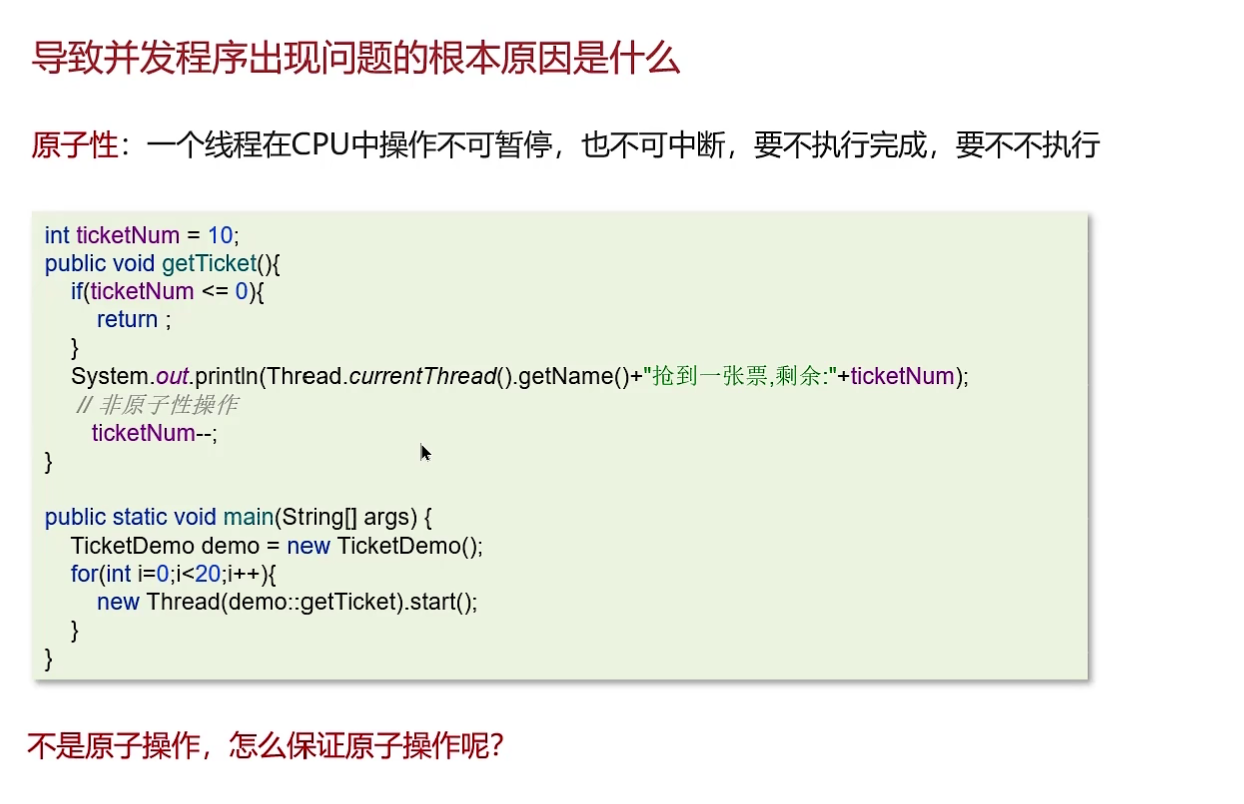 导致并发程序出现问题的根本原因是什么
原子性：一个线程在CPU中操作不可暂停，也不可中断，要不执行完成，要不不执行
int ticketNum = 10;
public void getTicket(){
if(ticketNum <= 0){
return ;
}
System.out.println(Thread.currentThread().getName()+"抢到一张票,剩余:"+ticketNum);
// 非原子性操作
ticketNum--;
}
public static void main(String[] args) {
TicketDemo demo = new TicketDemo();
for(int i=0;i<20;i++){
new Thread(demo::getTicket).start();
}
}
不是原子操作，怎么保证原子操作呢？